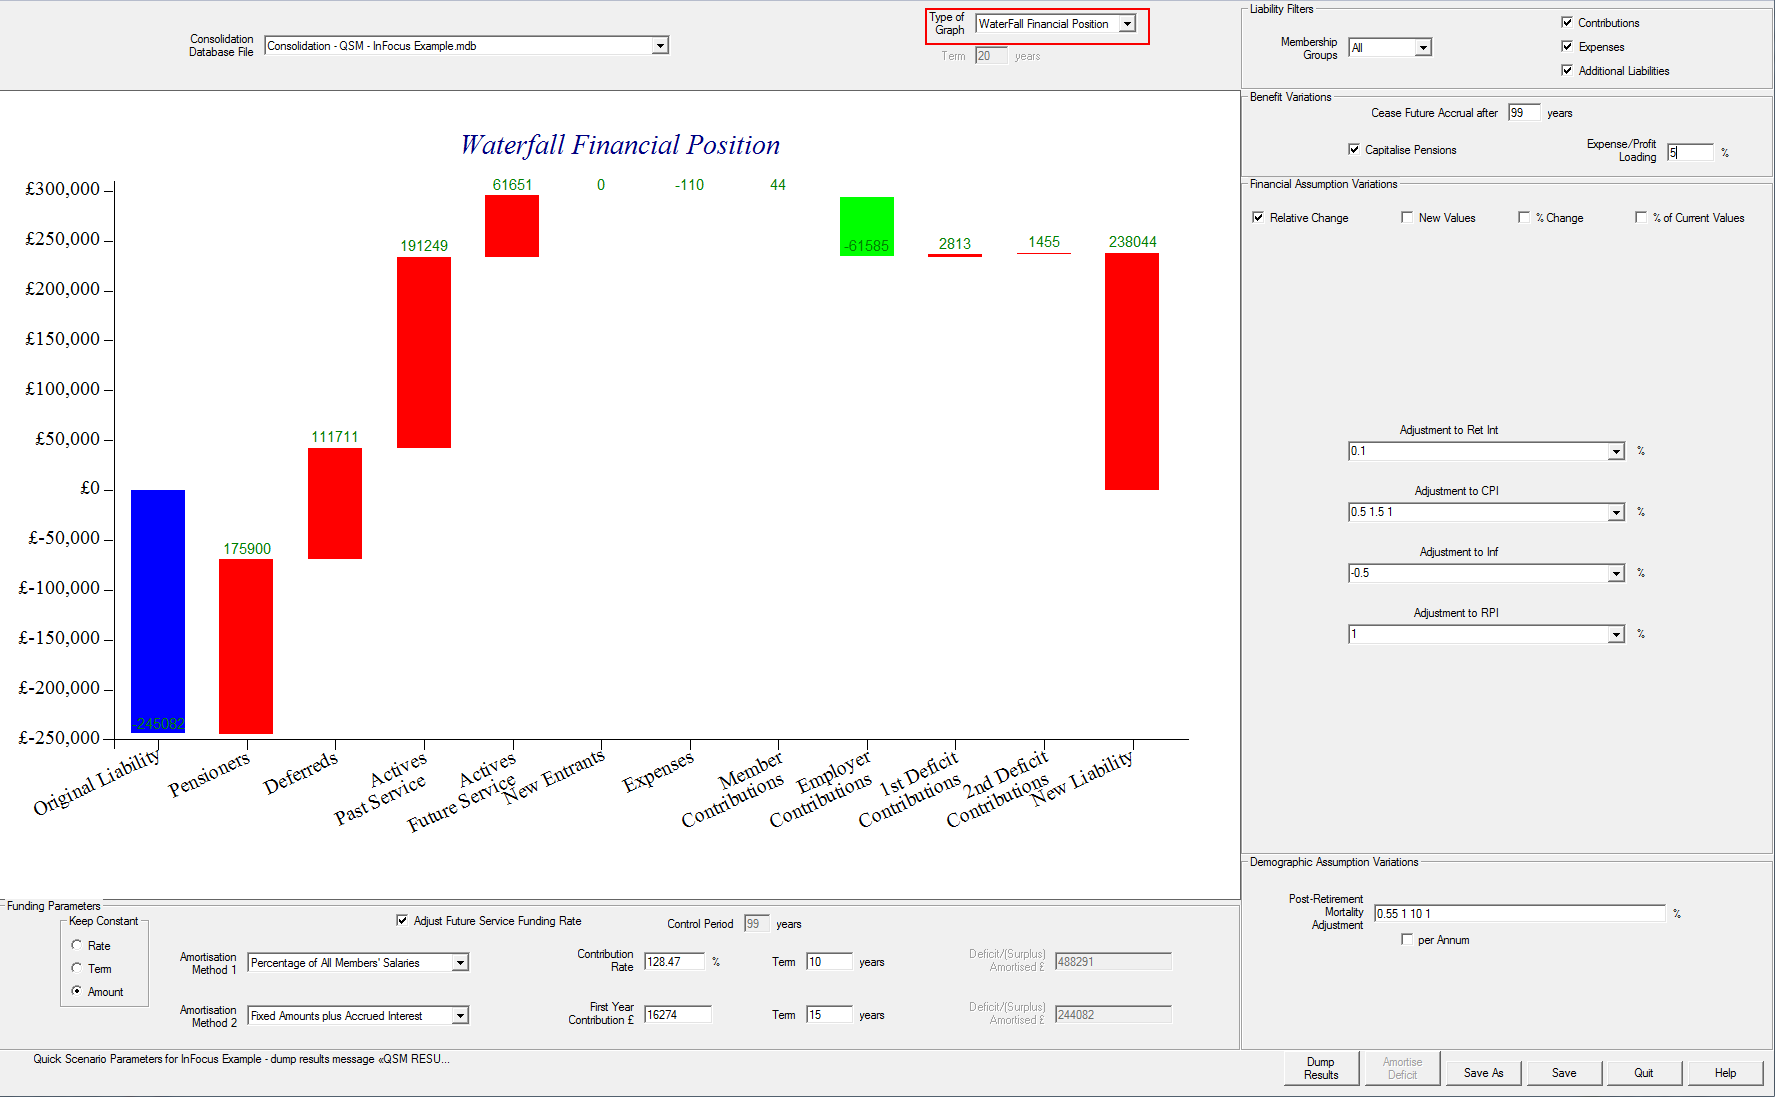 Consolidation
Database File
Consolidation - QSM - InFocus Example.mdb
Type of
Graph
WaterFall Financial Position
Term 20 years
Liability Filters
Membership
Groups
All
Contributions
Expenses
Additional Liabilities
Benefit Variations
Cease Future Accrual after 99 years
Capitalise Pensions
Expense/Profit
Loading
5 %
Financial Assumption Variations
Relative Change New Values % Change % of Current Values
Adjustment to Ret Int
0.1 %
Adjustment to CPI
0.5 1.5 1 %
Adjustment to Inf
-0.5 %
Adjustment to RPI
1 %
Demographic Assumption Variations
Post-Retirement
Mortality
Adjustment
0.55 1 10 1 %
per Annum
Waterfall Financial Position
£300,000
£250,000
£200,000
£150,000
£100,000
£50,000
£0
£-50,000
£-100,000
£-150,000
£-200,000
£-250,000
-245082
175900
111711
191249
61651
0
-110
44
-61585
2813
1455
238044
Original Liability
Pensioners
Deferreds
Actives
Past Service
Actives
Future Service
New Entrants
Expenses
Member
Contributions
Employer
Contributions
1st Deficit
Contributions
2nd Deficit
Contributions
New Liability
Funding Parameters
Keep Constant
Rate
Term
Amount
Adjust Future Service Funding Rate
Control Period 99 years
Amortisation
Method 1
Percentage of All Members' Salaries
Contribution
Rate
128.47 %
Term 10 years
Deficit/(Surplus)
Amortised £
488291
Amortisation
Method 2
Fixed Amounts plus Accrued Interest
First Year
Contribution £
16274
Term 15 years
Deficit/(Surplus)
Amortised £
244082
Quick Scenario Parameters for InFocus Example - dump results message «QSM RESU...
Dump
Results
Amortise
Deficit
Save As
Save
Quit
Help